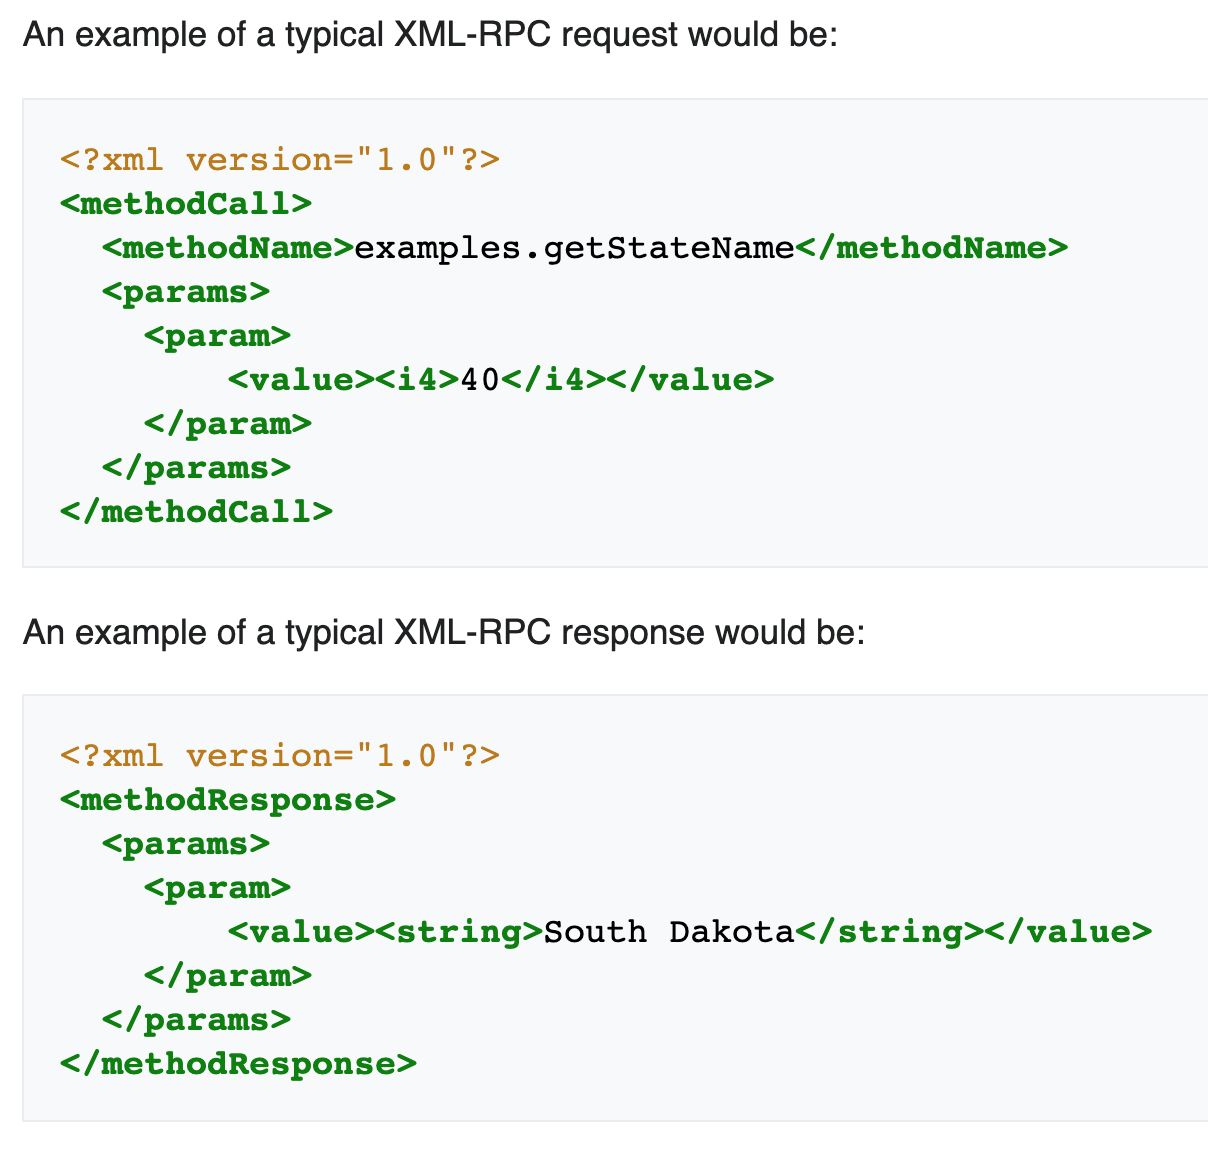 An example of a typical XML-RPC request would be:
<?xml version="1.0"?>
<methodCall>
  <methodName>examples.getStateName</methodName>
  <params>
    <param>
        <value><i4>40</i4></value>
    </param>
  </params>
</methodCall>
An example of a typical XML-RPC response would be:
<?xml version="1.0"?>
<methodResponse>
  <params>
    <param>
        <value><string>South Dakota</string></value>
    </param>
  </params>
</methodResponse>